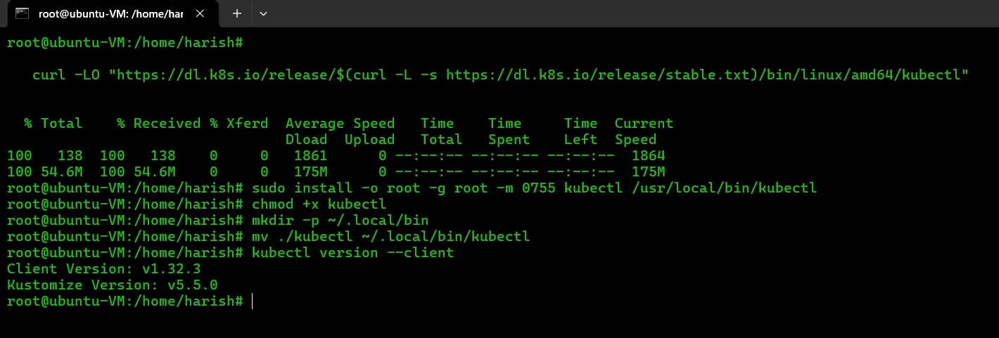 root@ubuntu-VM: /home/har
root@ubuntu-VM:/home/harish#
curl -LO "https://dl.k8s.io/release/$(curl -L -s https://dl.k8s.io/release/stable.txt)/bin/linux/amd64/kubectl"
% Total % Received % Xferd Average Speed Time Time Time Current
Dload Upload Total Spent Left Speed
100 138 100 138 0 0 1861 0 --:--:-- --:--:-- --:--:-- 1864
100 54.6M 100 54.6M 0 0 175M 0 --:--:-- --:--:-- --:--:-- 175M
root@ubuntu-VM:/home/harish# sudo install -o root -g root -m 0755 kubectl /usr/local/bin/kubectl
root@ubuntu-VM:/home/harish# chmod +x kubectl
root@ubuntu-VM:/home/harish# mkdir -p ~/.local/bin
root@ubuntu-VM:/home/harish# mv ./kubectl ~/.local/bin/kubectl
root@ubuntu-VM:/home/harish# kubectl version --client
Client Version: v1.32.3
Kustomize Version: v5.5.0
root@ubuntu-VM:/home/harish#